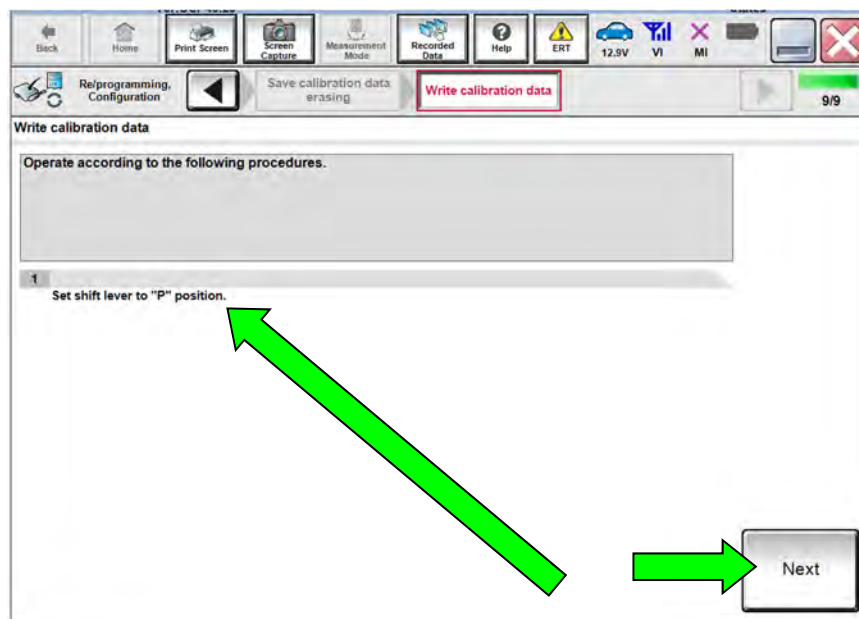 Back
Home
Print Screen
Screen
Capture
Measurement
Mode
Recorded
Data
Help
ERT
12.9V
VI
MI
Re/programming,
Configuration
Save calibration data
erasing
Write calibration data
9/9
Write calibration data
Operate according to the following procedures.
1
Set shift lever to "P" position.
Next